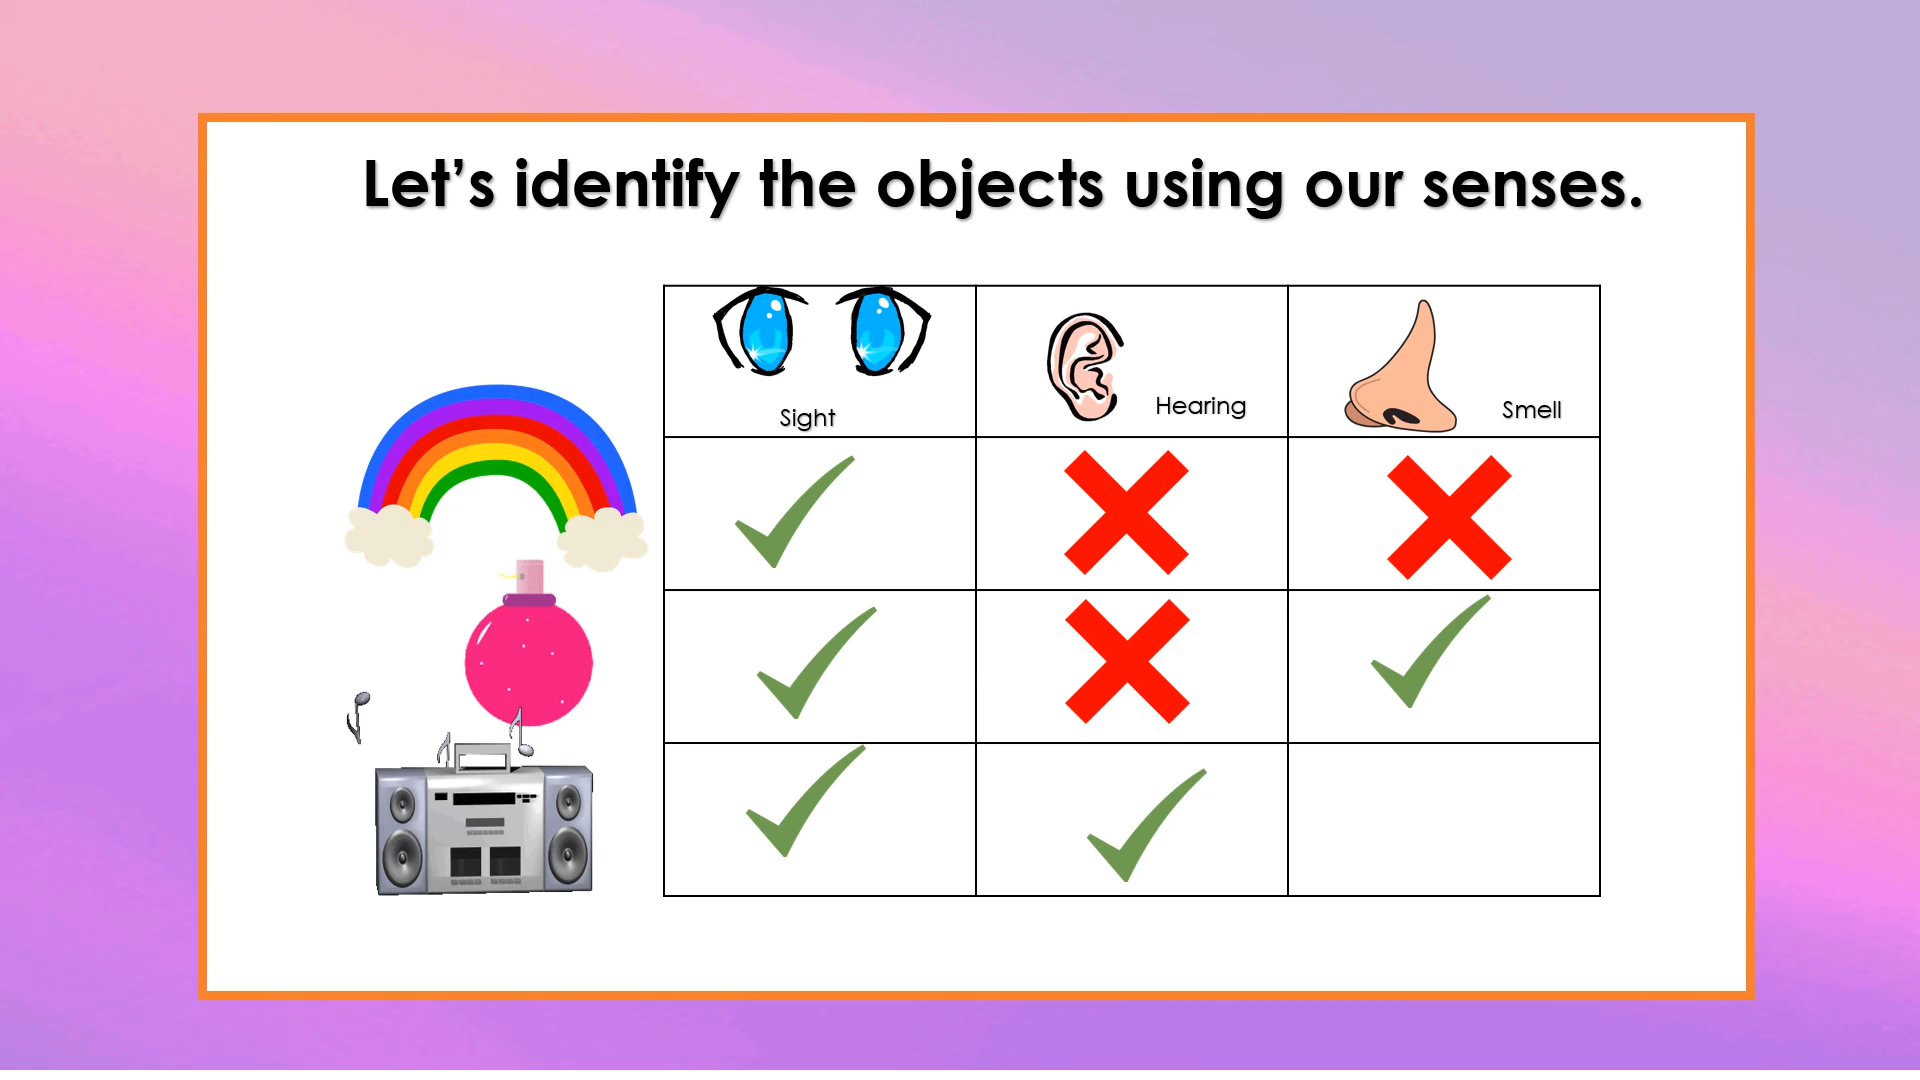 Let’s identify the objects using our senses.
Sight
Hearing
Smell